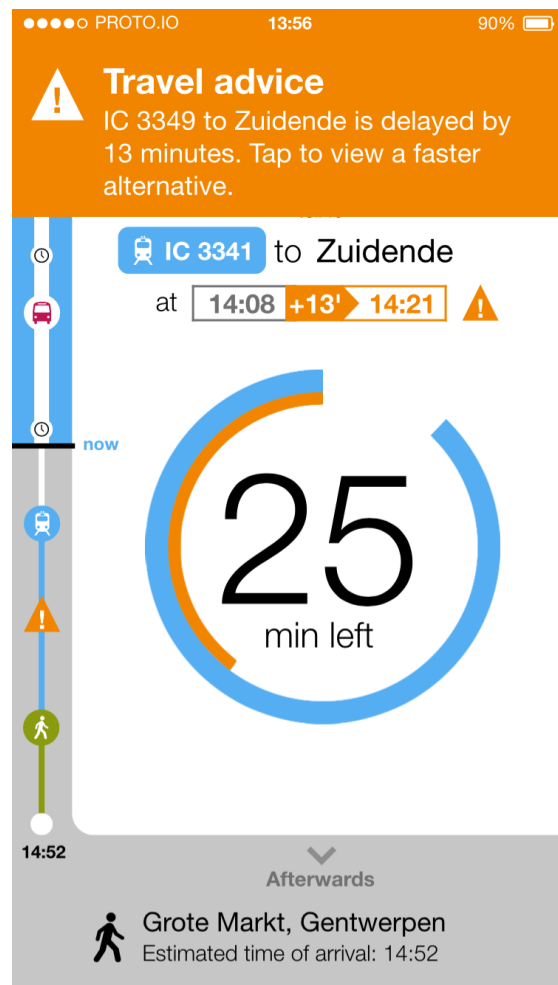 PROTO.IO 13:56 90%
Travel advice
IC 3349 to Zuidende is delayed by
13 minutes. Tap to view a faster
alternative.
IC 3341 to Zuidende
at 14:08 +13' 14:21
now
25
min left
14:52
Afterwards
Grote Markt, Gentwerpen
Estimated time of arrival: 14:52